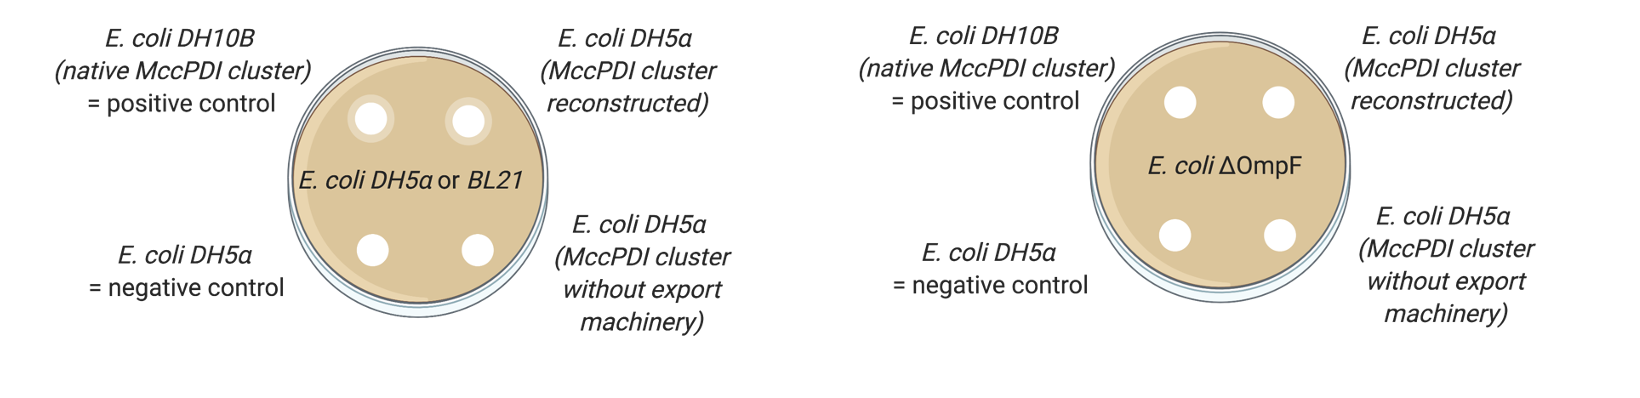 E. coli DH10B
(native MccPDI cluster)
= positive control
E. coli DH5α
(MccPDI cluster
reconstructed)
E. coli DH5α or BL21
E. coli DH5α
= negative control
E. coli DH5α
(MccPDI cluster
without export
machinery)
E. coli DH10B
(native MccPDI cluster)
= positive control
E. coli DH5α
(MccPDI cluster
reconstructed)
E. coli ΔOmpF
E. coli DH5α
= negative control
E. coli DH5α
(MccPDI cluster
without export
machinery)